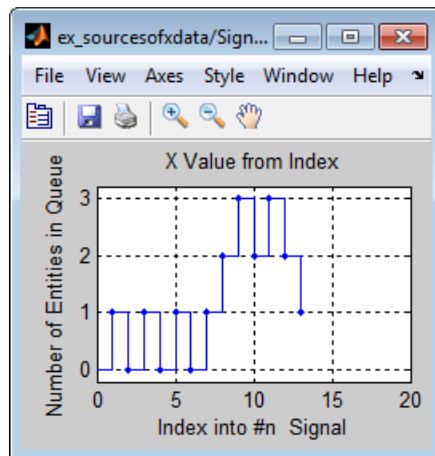 ex_sourcesofxdata/Sign...
File View Axes Style Window Help
X Value from Index
Number of Entities in Queue
3
2
1
0
0 5 10 15 20
Index into #n Signal